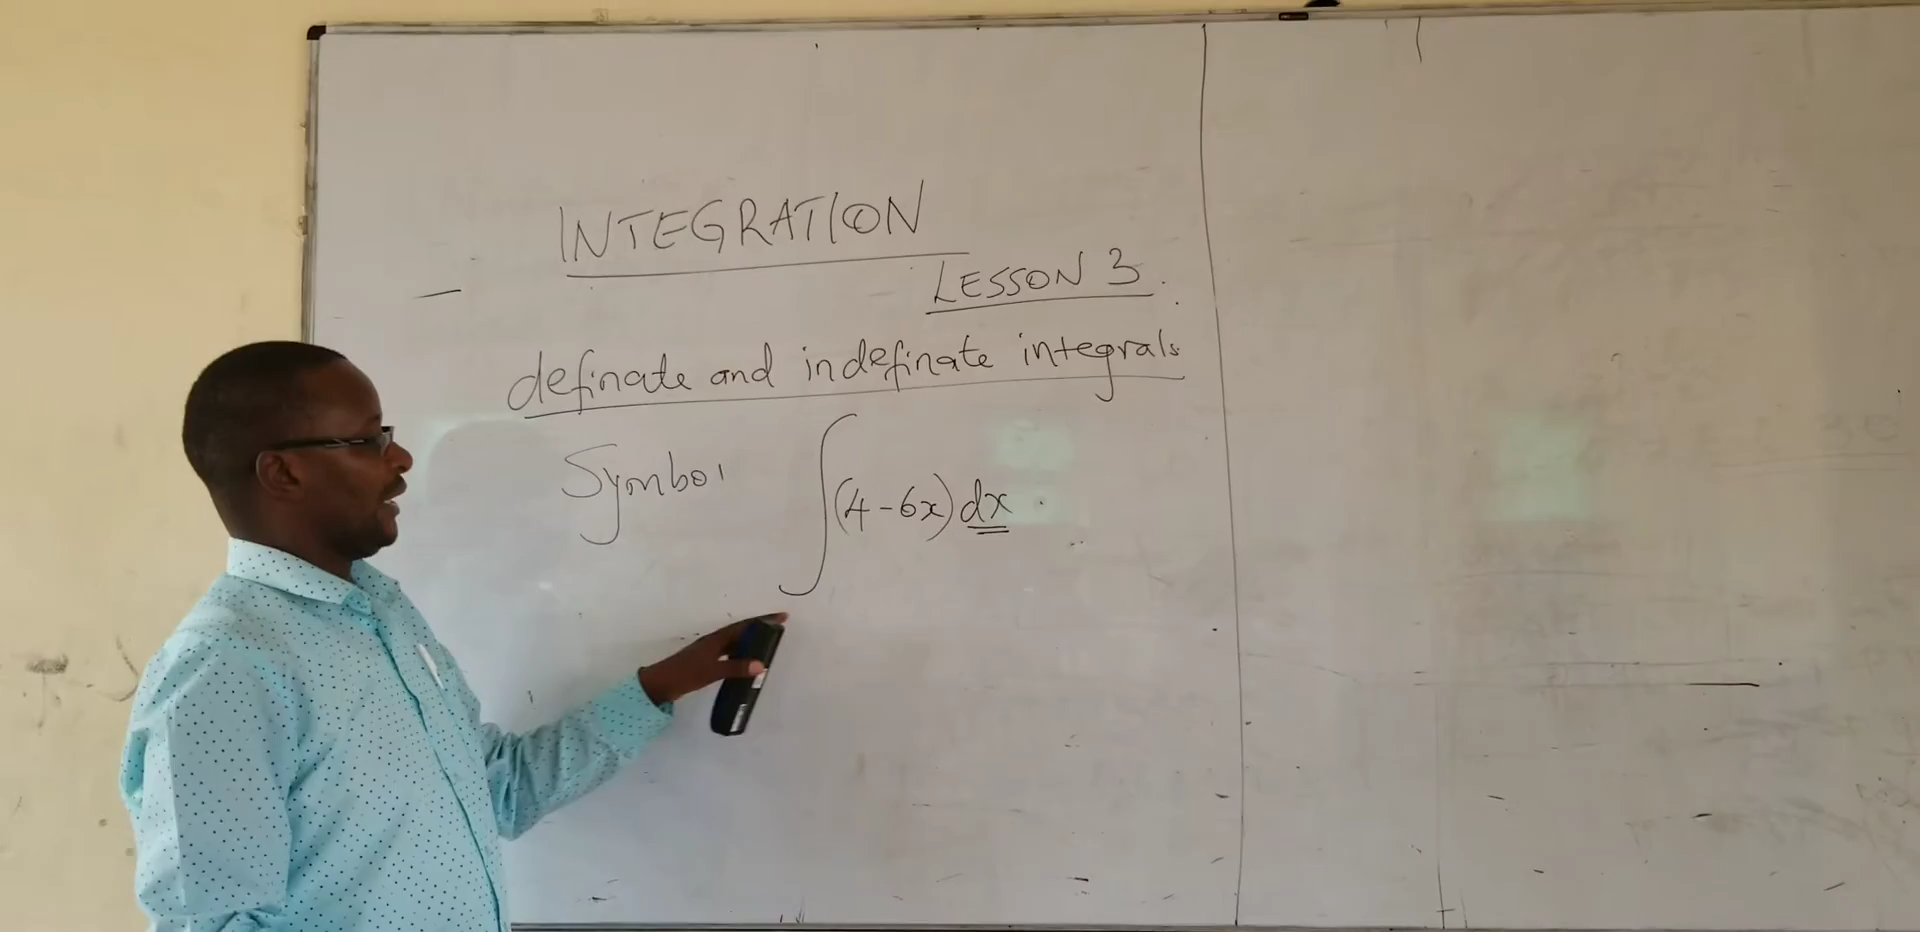 INTEGRATION
LESSON 3.
definate and indefinate integrals
Symbol ∫(4-6x) dx